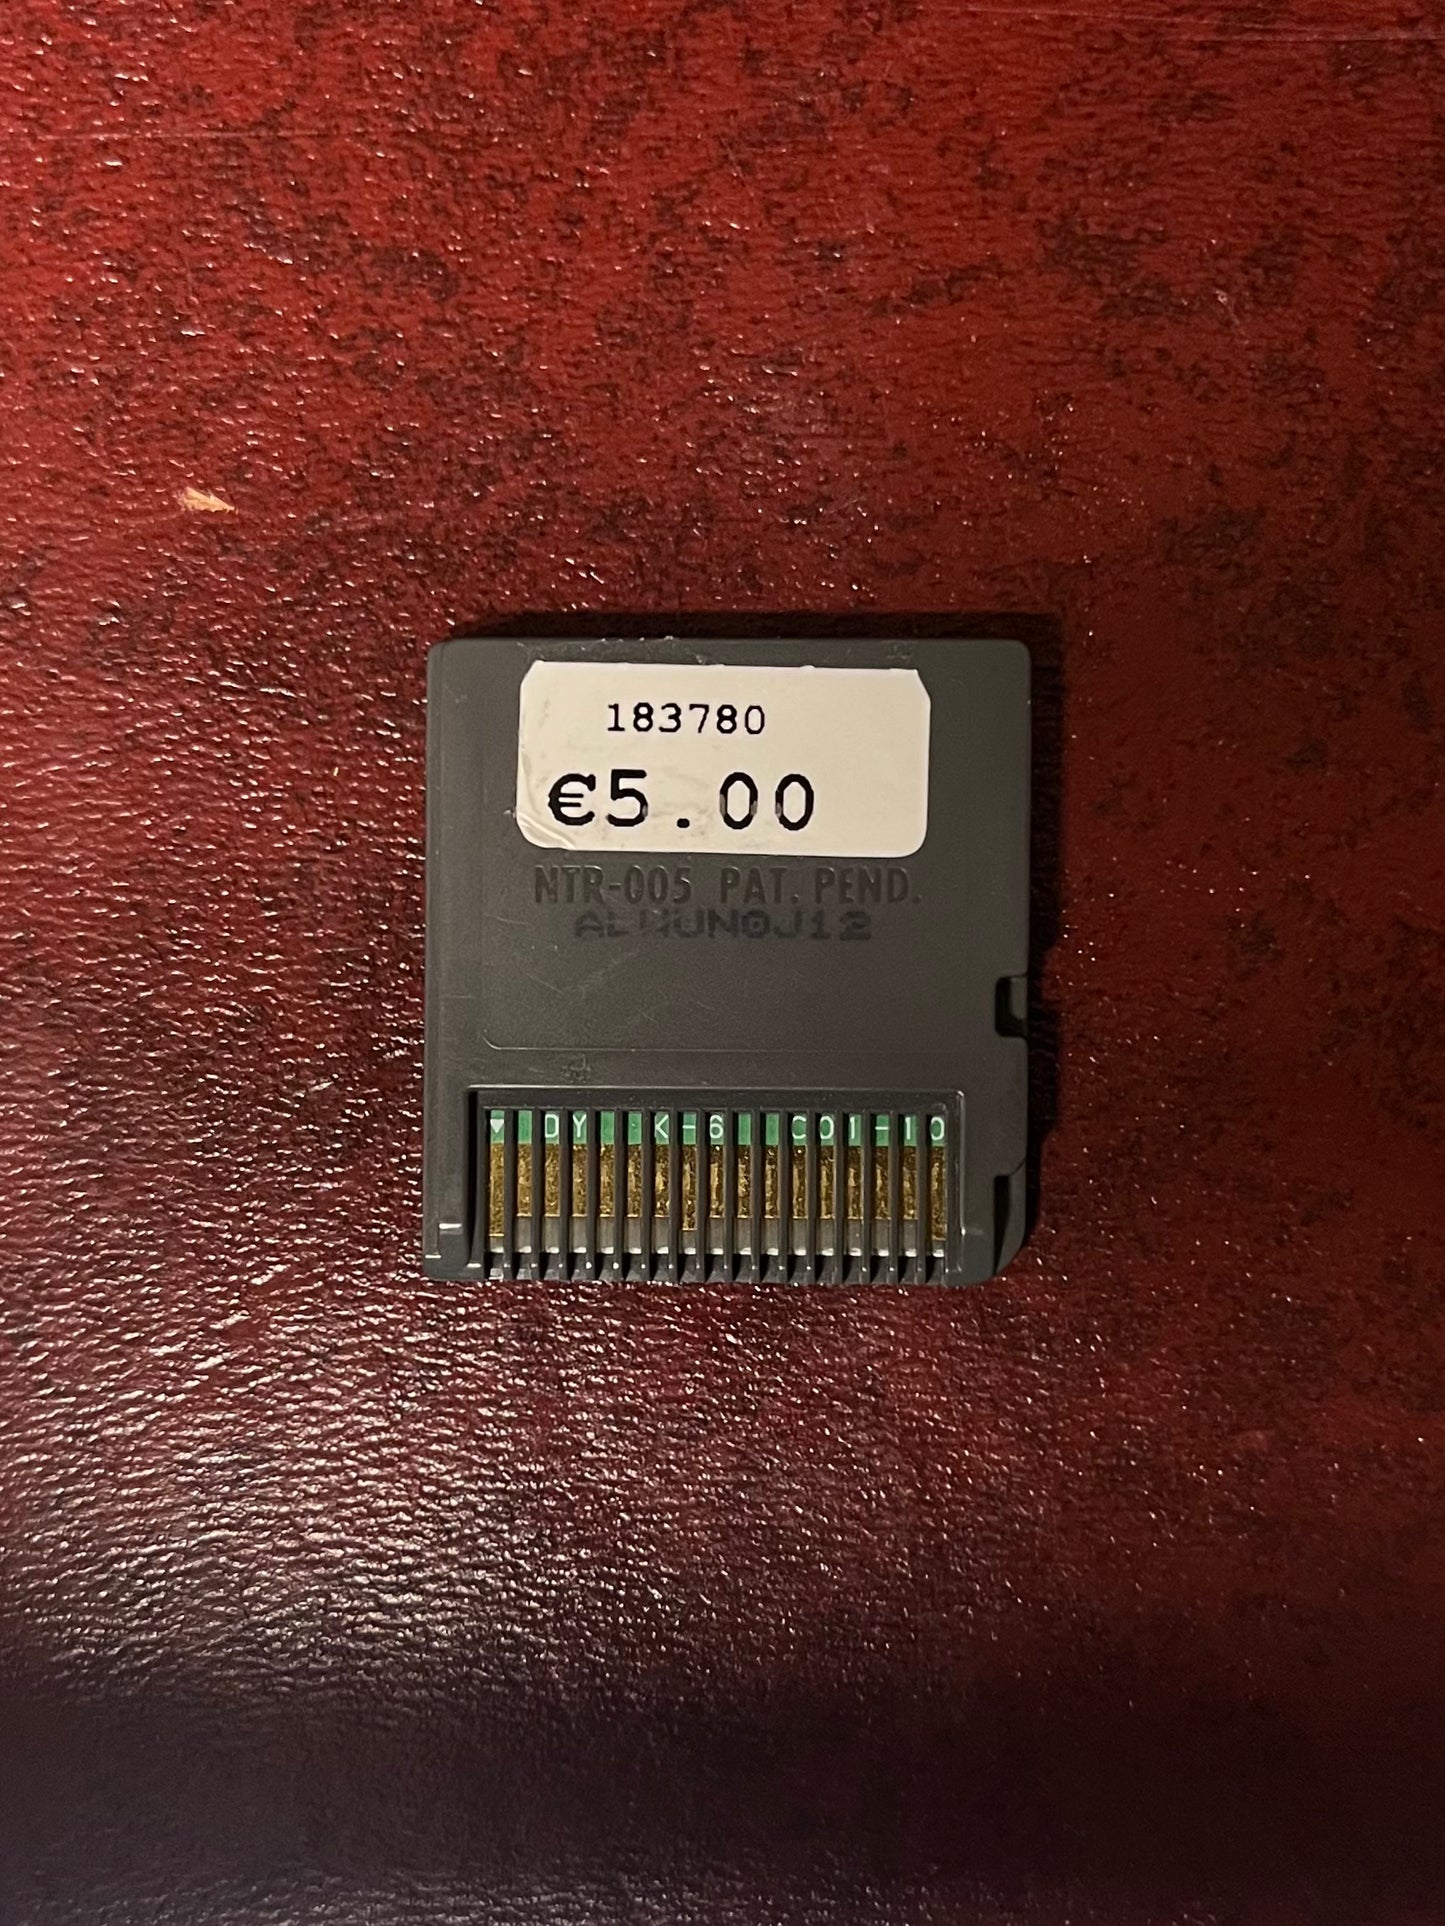 183780
€5.00
NTR-005 PAT. PEND.
DY K-6 C01-10